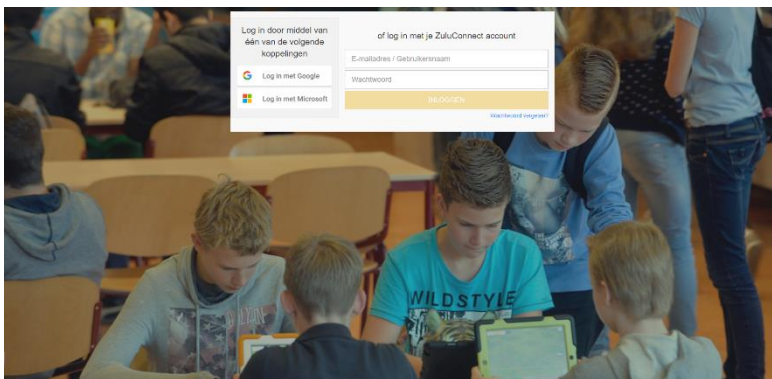 Log in door middel van
één van de volgende
koppelingen
Log in met Google
Log in met Microsoft
of log in met je ZuluConnect account
E-mailadres / Gebruikersnaam
Wachtwoord
INLOGGEN
Wachtwoord vergeten?
WILDSTYLE